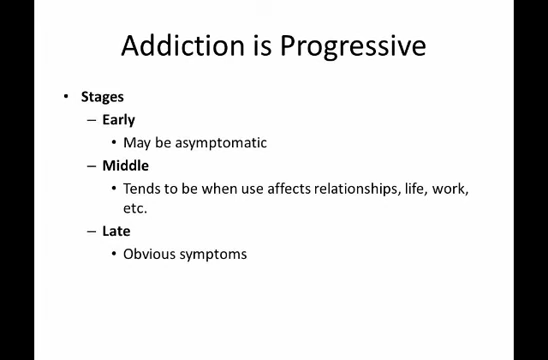 Addiction is Progressive
• Stages
– Early
• May be asymptomatic
– Middle
• Tends to be when use affects relationships, life, work,
etc.
– Late
• Obvious symptoms